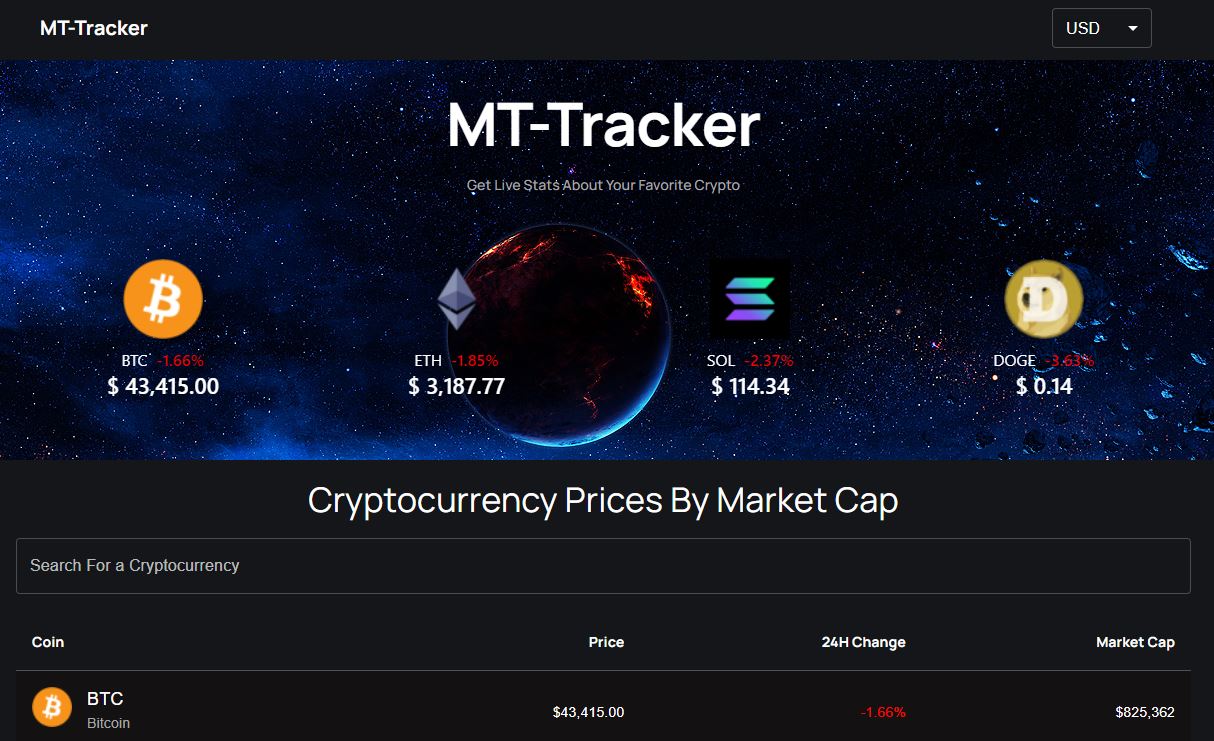 MT-Tracker
USD
MT-Tracker
Get Live Stats About Your Favorite Crypto
BTC -1.66%
$ 43,415.00
ETH -1.85%
$ 3,187.77
SOL -2.37%
$ 114.34
DOGE -3.63%
$ 0.14
Cryptocurrency Prices By Market Cap
Search For a Cryptocurrency
Coin Price 24H Change Market Cap
BTC
Bitcoin
$43,415.00 -1.66% $825,362